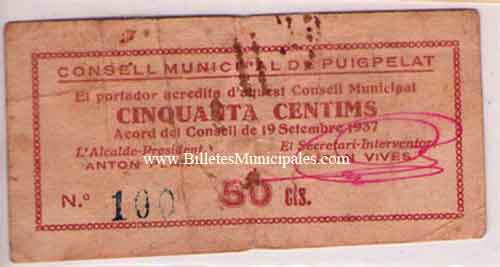 CONSELL MUNICIPAL DE PUIGPELAT
El portador acredita d'aquest Consell Municipal
CINQUANTA CENTIMS
Acord del Consell de 19 Setembre 1937
L'Alcalde-President El Secretari-Interventor
ANTON VIVES
www.BilletesMunicipales.com
N.º 100 50 cts.